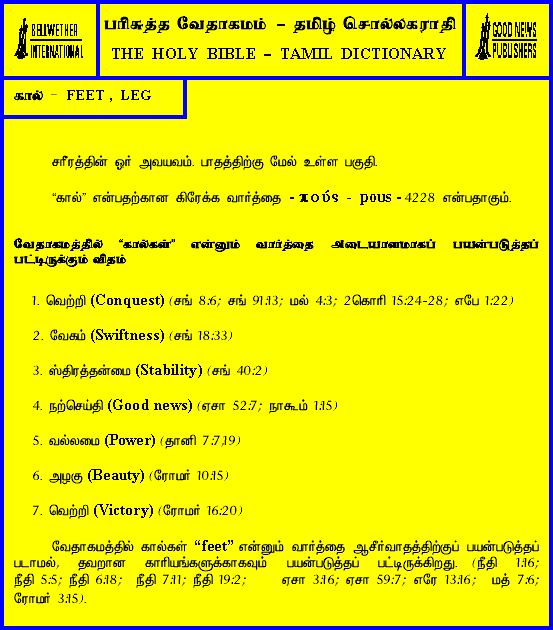 BELLWETHER
INTERNATIONAL
பரிசுத்த வேதாகமம் – தமிழ் சொல்லகராதி
THE HOLY BIBLE – TAMIL DICTIONARY
GOOD NEWS
PUBLISHERS
கால் – FEET , LEG
சரீரத்தின் ஓர் அவயவம். பாதத்திற்கு மேல் உள்ள பகுதி.
“கால்” என்பதற்கான கிரேக்க வார்த்தை - πούς - pous - 4228 என்பதாகும்.
வேதாகமத்தில் “கால்கள்” என்னும் வார்த்தை அடையாளமாகப் பயன்படுத்தப்
பட்டிருக்கும் விதம்
1. வெற்றி (Conquest) (சங் 8:6; சங் 91:13; மல் 4:3; 2கொரி 15:24-28; எபே 1:22)
2. வேகம் (Swiftness) (சங் 18:33)
3. ஸ்திரத்தன்மை (Stability) (சங் 40:2)
4. நற்செய்தி (Good news) (ஏசா 52:7; நாகூம் 1:15)
5. வல்லமை (Power) (தானி 7:7,19)
6. அழகு (Beauty) (ரோமர் 10:15)
7. வெற்றி (Victory) (ரோமர் 16:20)
வேதாகமத்தில் கால்கள் “feet” என்னும் வார்த்தை ஆசீர்வாதத்திற்குப் பயன்படுத்தப்
படாமல், தவறான காரியங்களுக்காகவும் பயன்படுத்தப் பட்டிருக்கிறது. (நீதி 1:16;
நீதி 5:5; நீதி 6:18; நீதி 7:11; நீதி 19:2; ஏசா 3:16; ஏசா 59:7; எரே 13:16; மத் 7:6;
ரோமர் 3:15).